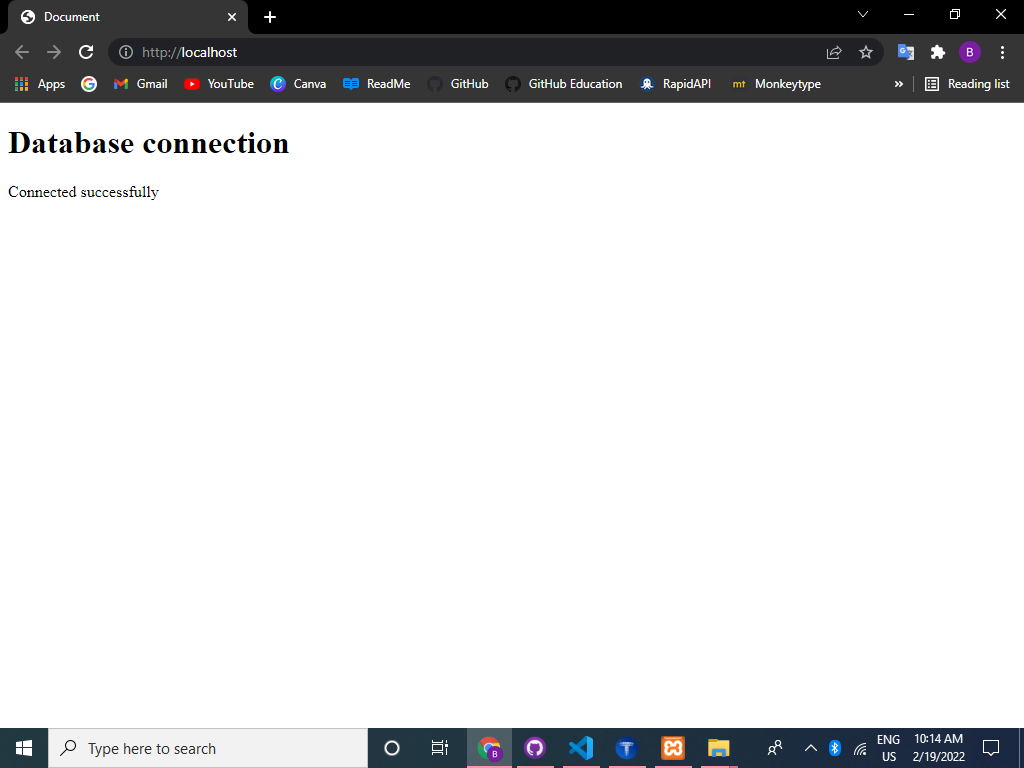 Document
http://localhost
B
Apps
Gmail
YouTube
Canva
ReadMe
GitHub
GitHub Education
RapidAPI
mt Monkeytype
»
Reading list
Database connection
Connected successfully
Type here to search
B
ENG
US
10:14 AM
2/19/2022